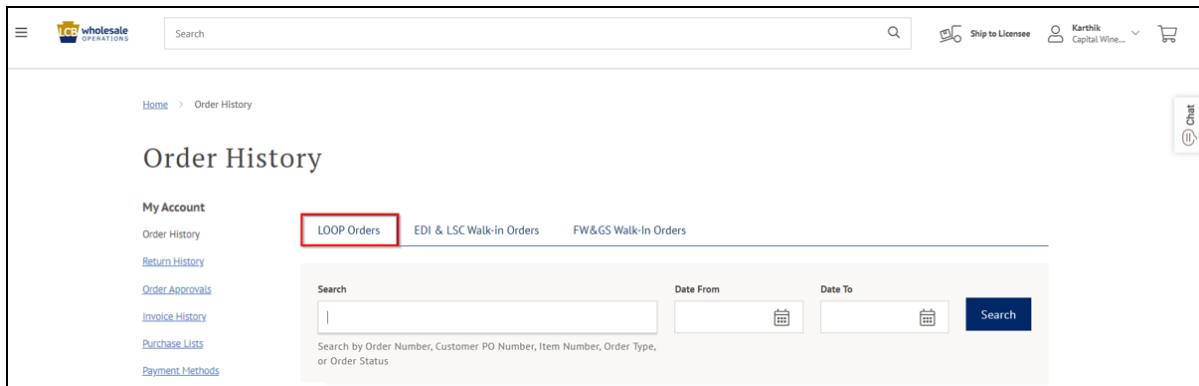 LCB wholesale
OPERATIONS
Search
Ship to Licensee
Karthik
Capital Wine...
Chat
Home > Order History
Order History
My Account
Order History
Return History
Order Approvals
Invoice History
Purchase Lists
Payment Methods
LOOP Orders
EDI & LSC Walk-in Orders
FW&GS Walk-In Orders
Search
Date From
Date To
Search
Search by Order Number, Customer PO Number, Item Number, Order Type,
or Order Status